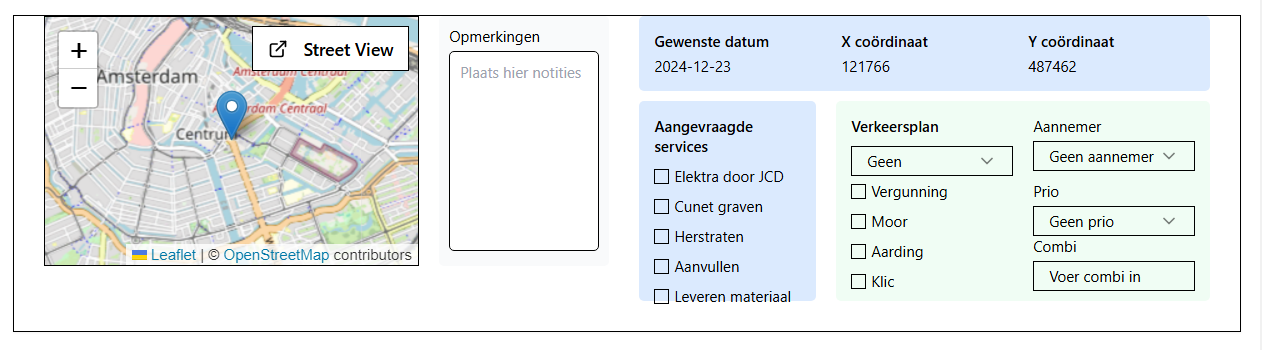 +
−
Street View
Amsterdam
Amsterdam Centraal
Centrum
Leaflet | © OpenStreetMap contributors
Opmerkingen
Plaats hier notities
Gewenste datum
2024-12-23
X coördinaat
121766
Y coördinaat
487462
Aangevraagde
services
Elektra door JCD
Cunet graven
Herstraten
Aanvullen
Leveren materiaal
Verkeersplan
Geen
Vergunning
Moor
Aarding
Klic
Aannemer
Geen aannemer
Prio
Geen prio
Combi
Voer combi in